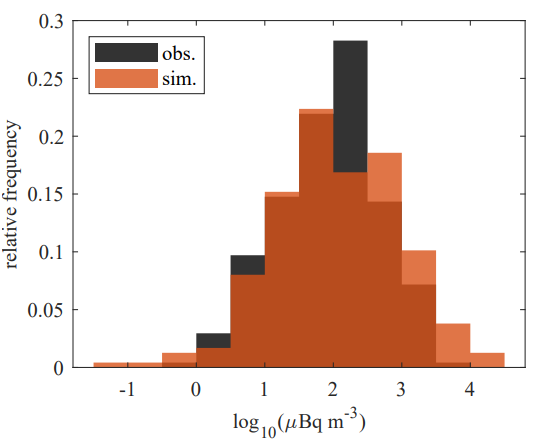 0.3
0.25
0.2
0.15
0.1
0.05
0
relative frequency
obs.
sim.
-1 0 1 2 3 4
log₁₀(μBq m⁻³)